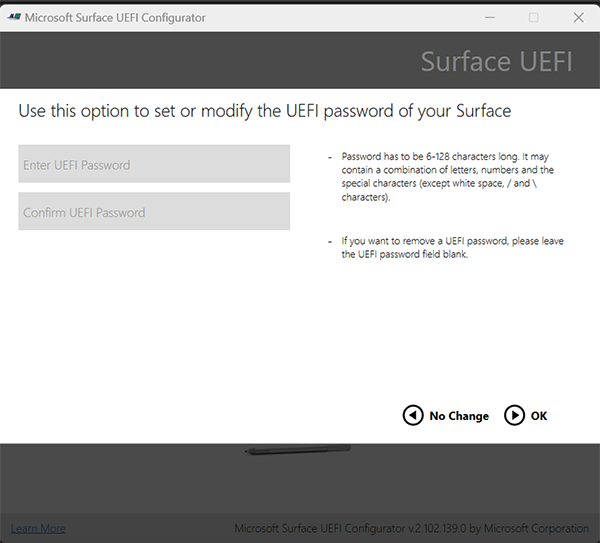 Microsoft Surface UEFI Configurator
Surface UEFI
Use this option to set or modify the UEFI password of your Surface
Enter UEFI Password
Confirm UEFI Password
- Password has to be 6-128 characters long. It may
contain a combination of letters, numbers and the
special characters (except white space, / and \
characters).
- If you want to remove a UEFI password, please leave
the UEFI password field blank.
No Change
OK
Learn More
Microsoft Surface UEFI Configurator v.2.102.139.0 by Microsoft Corporation